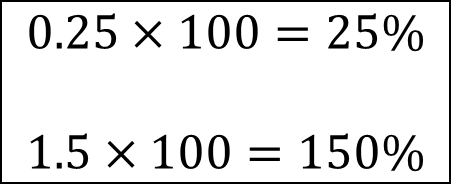 0.25 × 100 = 25%
1.5 × 100 = 150%